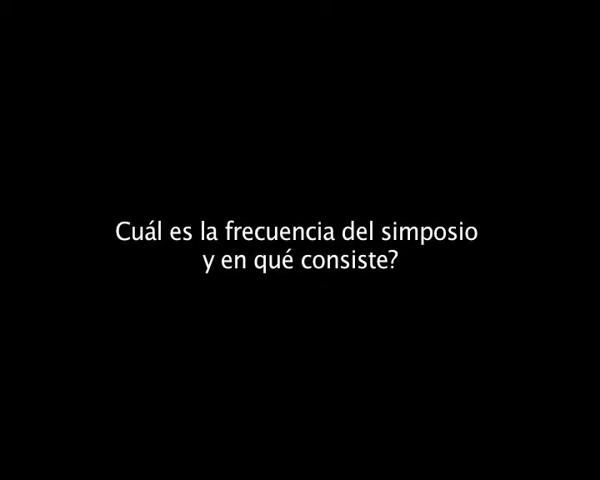 Cuál es la frecuencia del simposio
y en qué consiste?